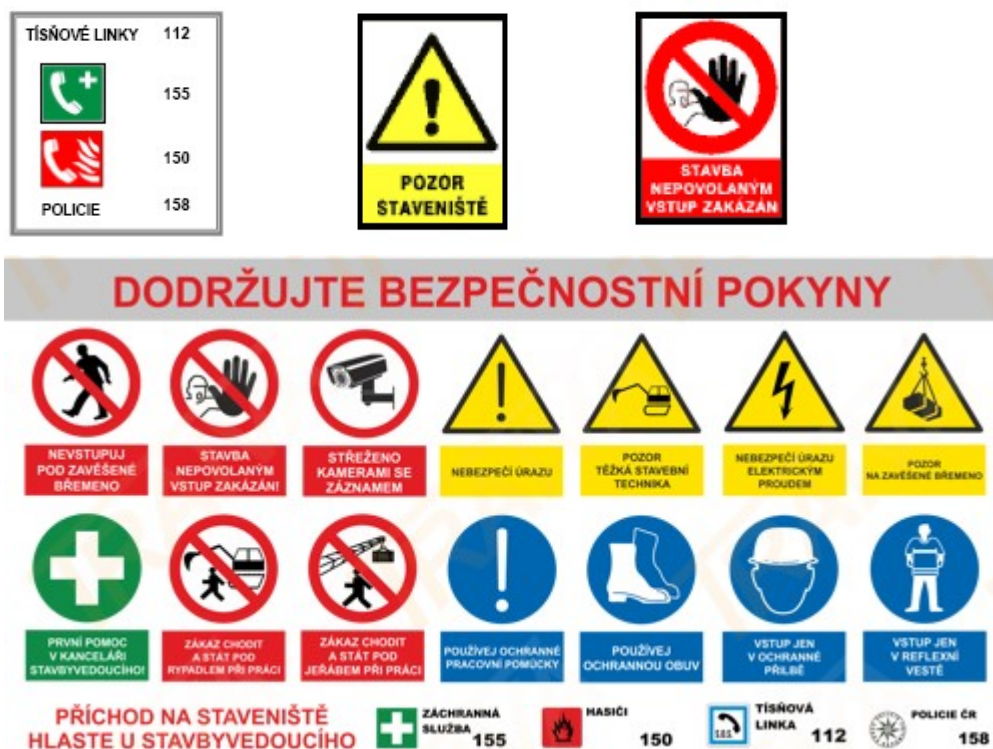 TÍSŇOVÉ LINKY 112
155
150
POLICIE 158
POZOR
STAVENIŠTĚ
STAVBA
NEPOVOLANÝM
VSTUP ZAKÁZÁN
DODRŽUJTE BEZPEČNOSTNÍ POKYNY
NEVSTUPUJ
POD ZAVĚŠENÉ
BŘEMENO
STAVBA
NEPOVOLANÝM
VSTUP ZAKÁZÁN!
STŘEŽENO
KAMERAMI SE
ZÁZNAMEM
NEBEZPEČÍ ÚRAZU
POZOR
TĚŽKÁ STAVEBNÍ
TECHNIKA
NEBEZPEČÍ ÚRAZU
ELEKTRICKÝM
PROUDEM
POZOR
NA ZAVĚŠENÉ BŘEMENO
PRVNÍ POMOC
V KANCELÁŘI
STAVBYVEDOUCÍHO!
ZÁKAZ CHODIT
A STÁT POD
RYPADLEM PŘI PRÁCI
ZÁKAZ CHODIT
A STÁT POD
JEŘÁBEM PŘI PRÁCI
POUŽÍVEJ OCHRANNÉ
PRACOVNÍ POMŮCKY
POUŽÍVEJ
OCHRANNOU OBUV
VSTUP JEN
V OCHRANNÉ
PŘILBĚ
VSTUP JEN
V REFLEXNÍ
VESTĚ
PŘÍCHOD NA STAVENIŠTĚ
HLASTE U STAVBYVEDOUCÍHO
ZÁCHRANNÁ
SLUŽBA 155
HASIČI
150
S.O.S.
TÍSŇOVÁ
LINKA 112
POLICIE ČR
158